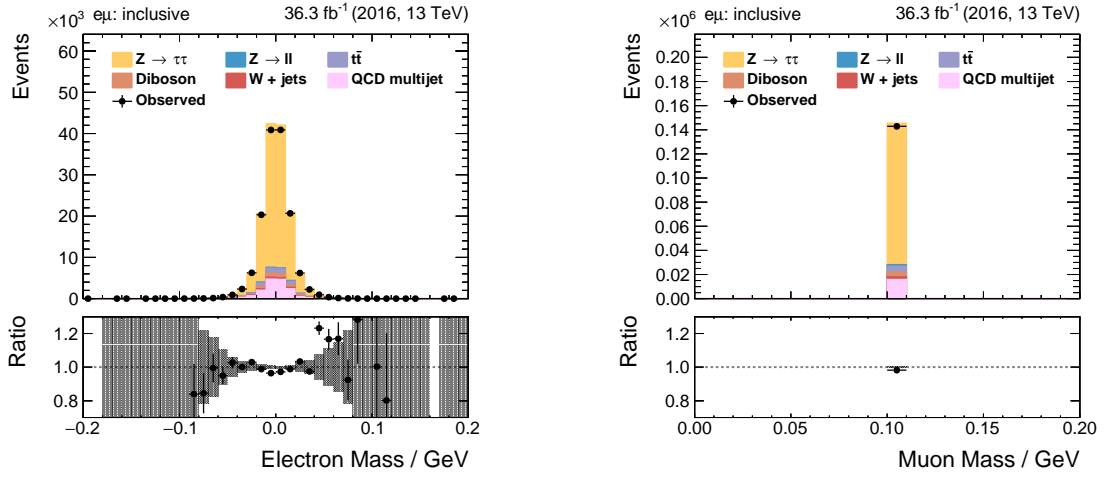 ×10³ eμ: inclusive 36.3 fb⁻¹ (2016, 13 TeV)
Events
60
50
40
30
20
10
0
Z → ττ Z → ll tt̄
Diboson W + jets QCD multijet
Observed
Ratio
1.2
1.0
0.8
−0.2 −0.1 0.0 0.1 0.2
Electron Mass / GeV
×10⁶ eμ: inclusive 36.3 fb⁻¹ (2016, 13 TeV)
Events
0.20
0.18
0.16
0.14
0.12
0.10
0.08
0.06
0.04
0.02
0.00
Z → ττ Z → ll tt̄
Diboson W + jets QCD multijet
Observed
Ratio
1.2
1.0
0.8
0.00 0.05 0.10 0.15 0.20
Muon Mass / GeV